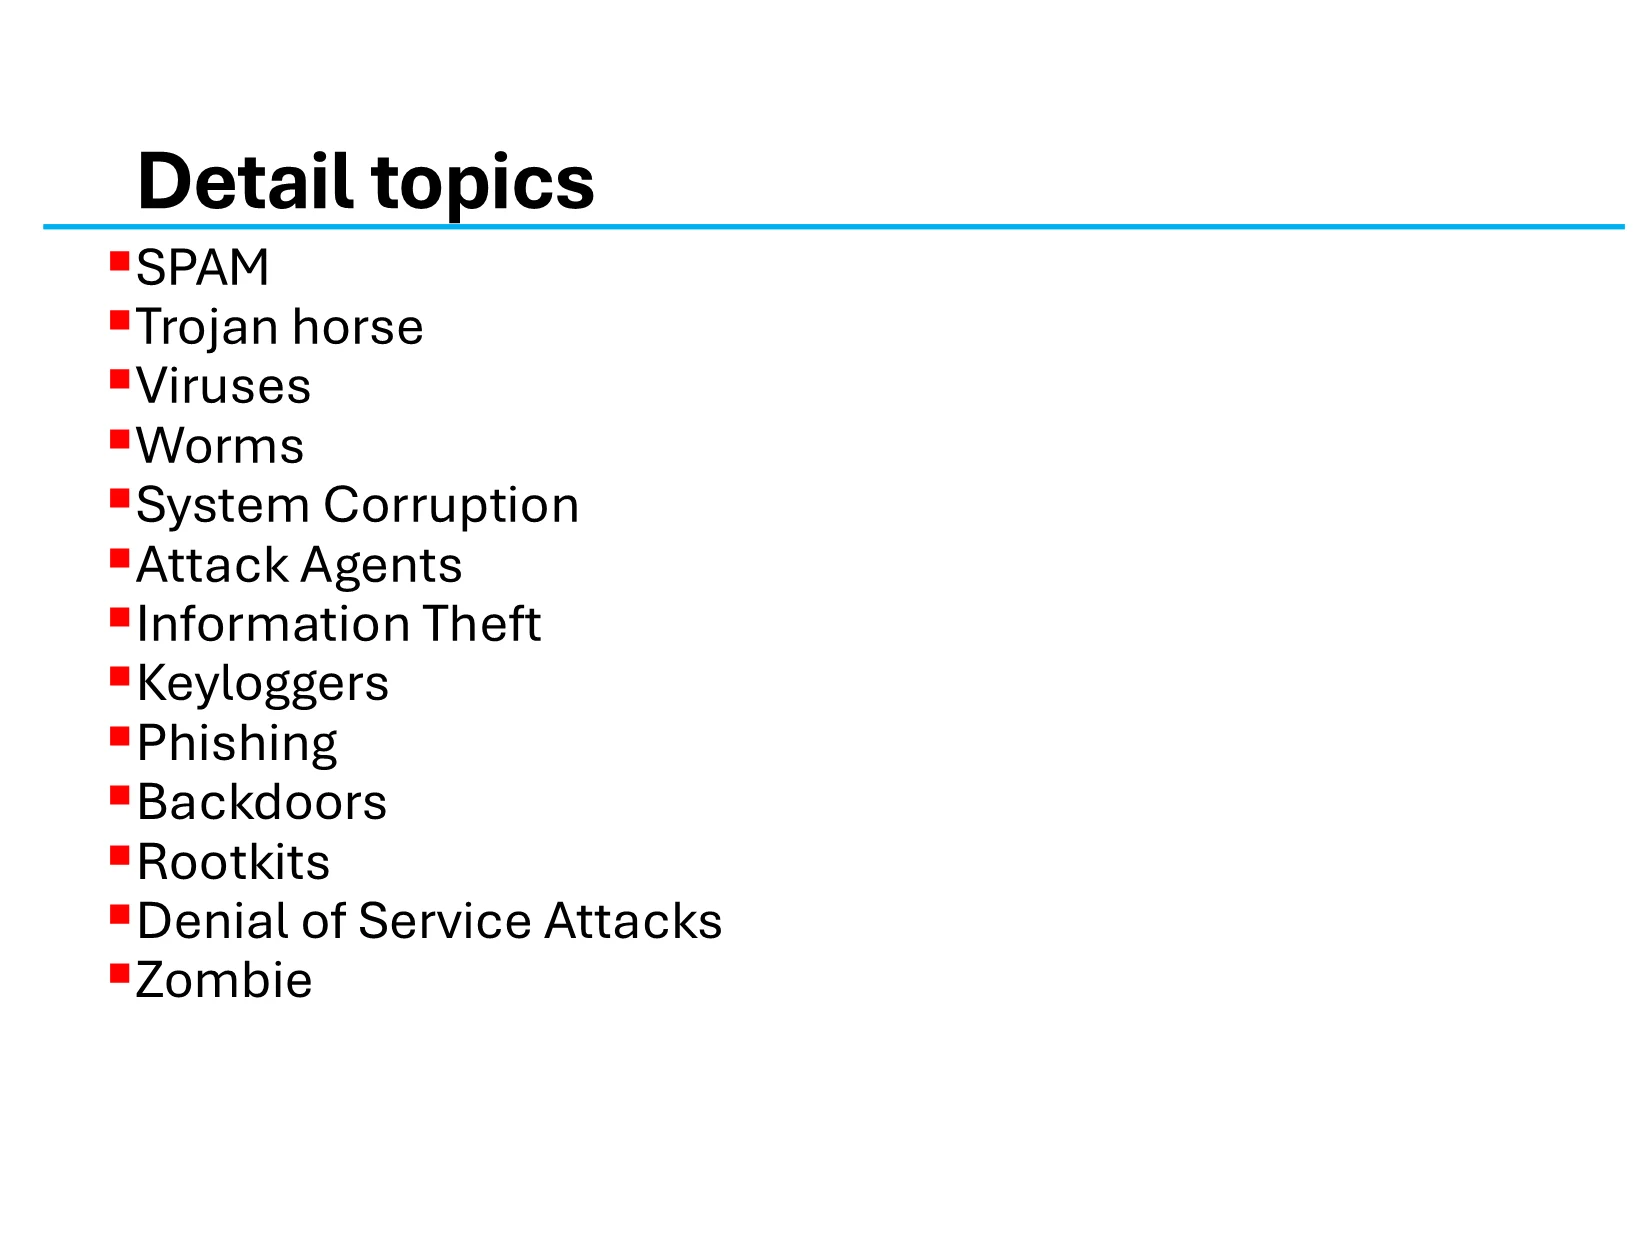 Detail topics
SPAM
Trojan horse
Viruses
Worms
System Corruption
Attack Agents
Information Theft
Keyloggers
Phishing
Backdoors
Rootkits
Denial of Service Attacks
Zombie